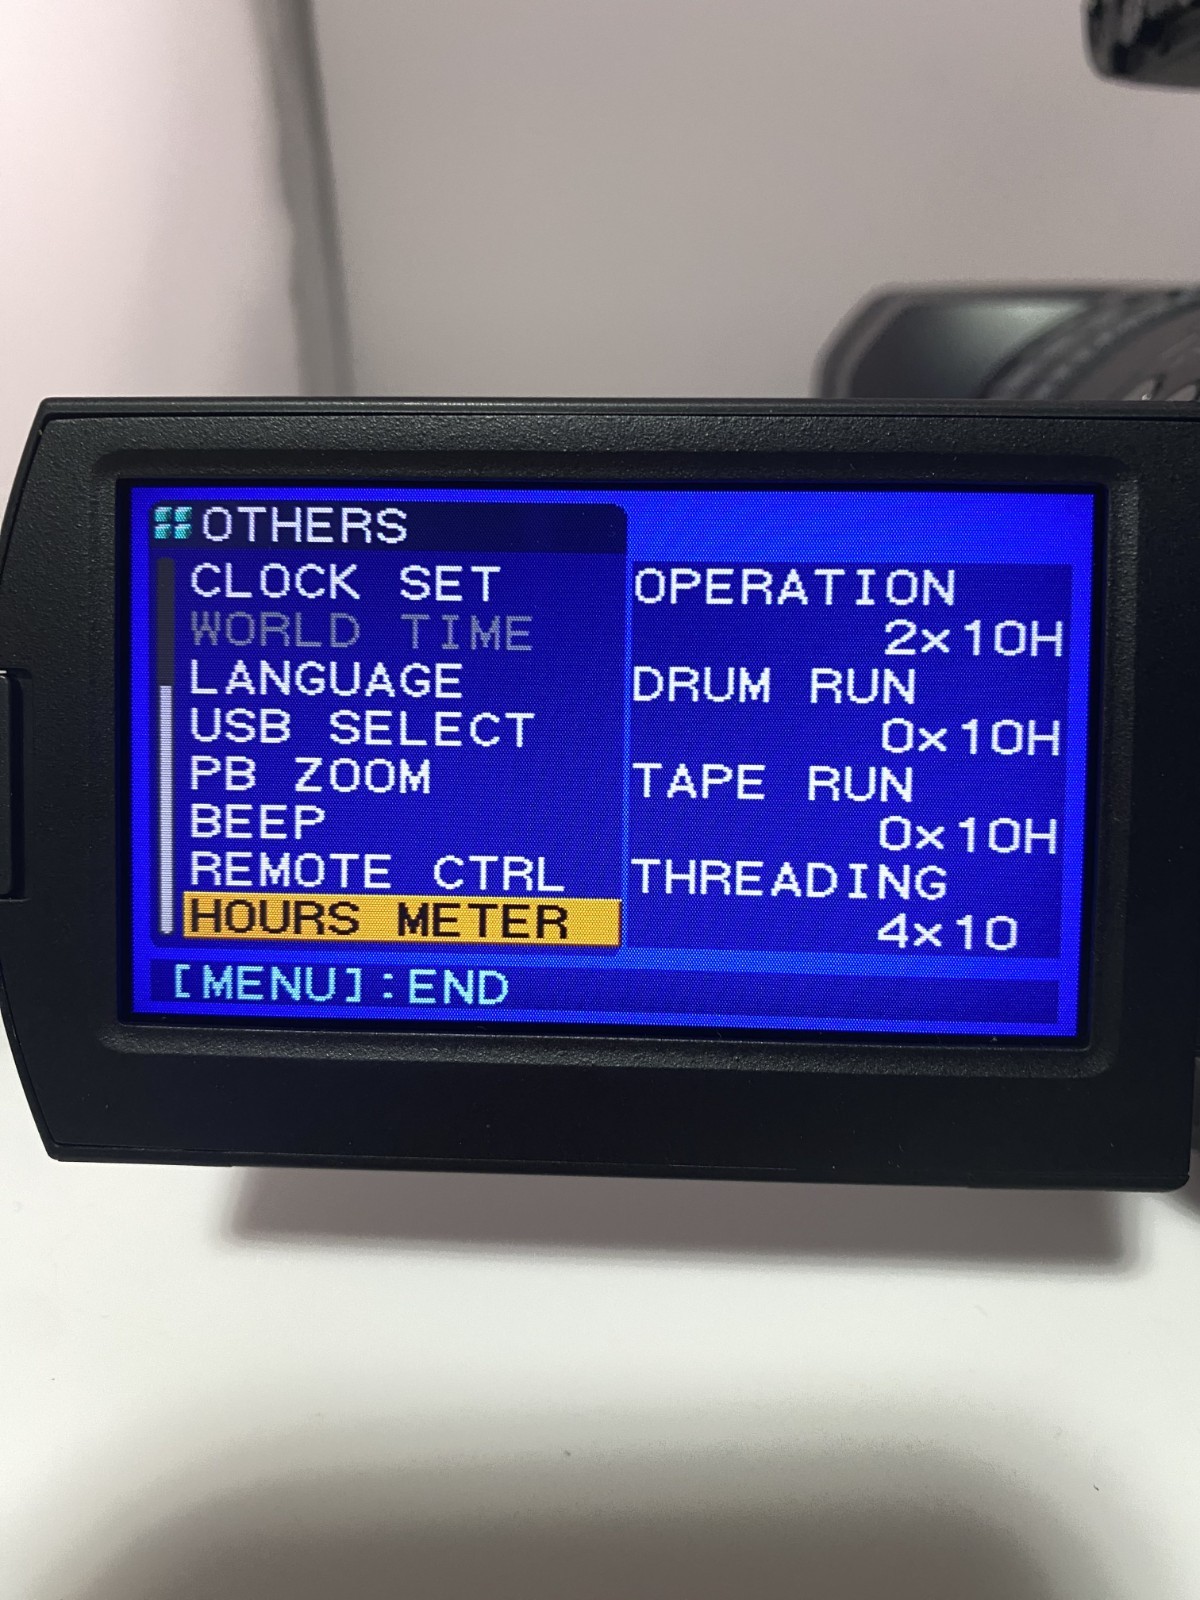 OTHERS
CLOCK SET
WORLD TIME
LANGUAGE
USB SELECT
PB ZOOM
BEEP
REMOTE CTRL
HOURS METER
OPERATION
2×10H
DRUM RUN
0×10H
TAPE RUN
0×10H
THREADING
4×10
[MENU]:END